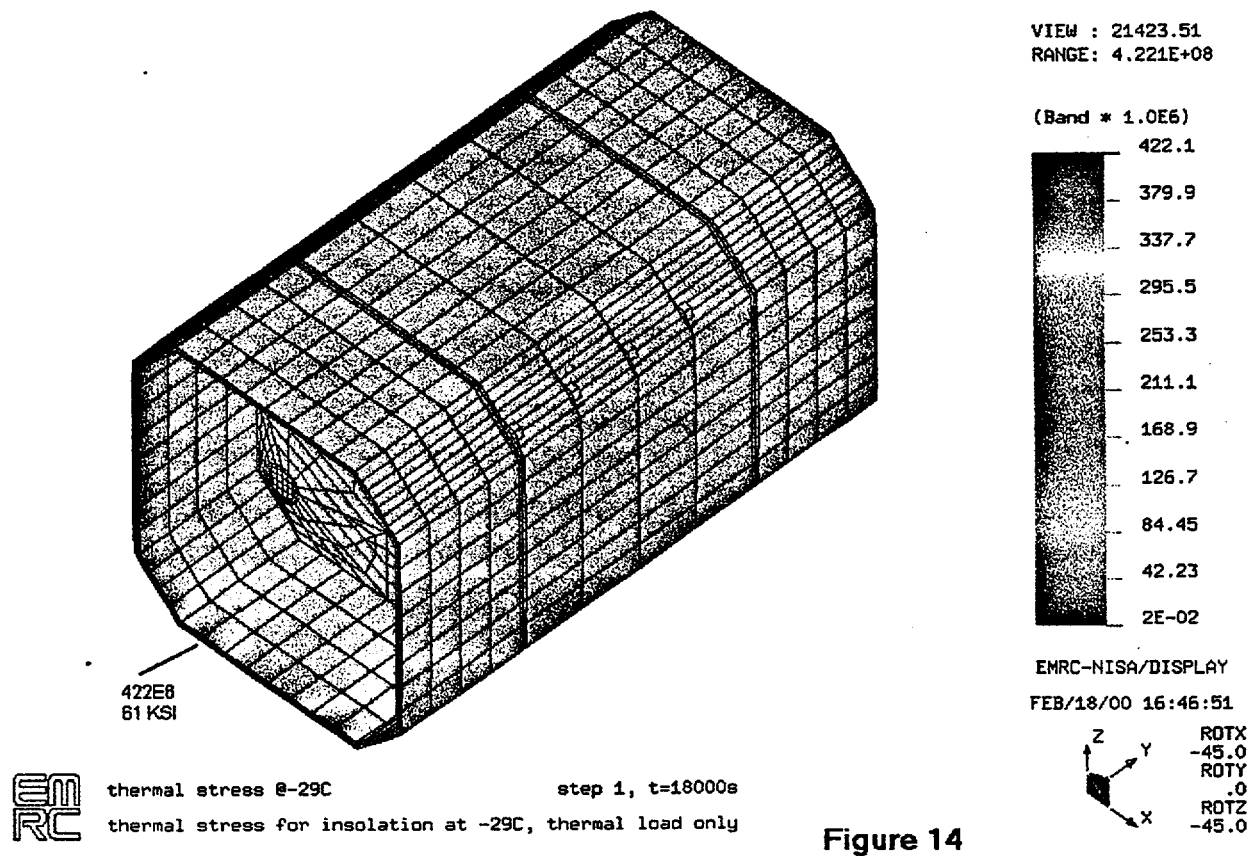 VIEW : 21423.51
RANGE: 4.221E+08
(Band * 1.0E6)
422.1
379.9
337.7
295.5
253.3
211.1
168.9
126.7
84.45
42.23
2E-02
EMRC-NISA/DISPLAY
FEB/18/00 16:46:51
Z
Y
X
ROTX
-45.0
ROTY
.0
ROTZ
-45.0
422E6
61 KSI
EM
RC
thermal stress @-29C
step 1, t=18000s
thermal stress for insolation at -29C, thermal load only
Figure 14